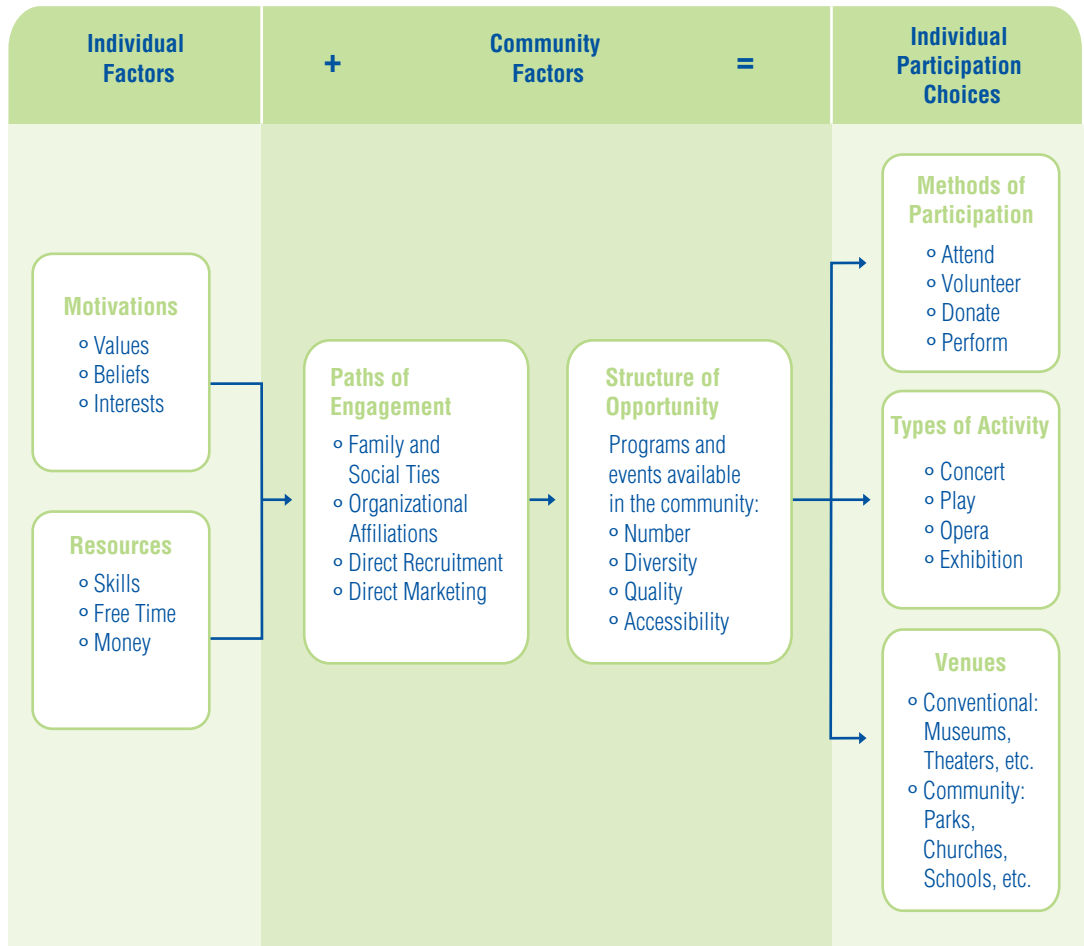 Individual
Factors
+
Community
Factors
=
Individual
Participation
Choices
Motivations
º Values
º Beliefs
º Interests
Resources
º Skills
º Free Time
º Money
Paths of
Engagement
º Family and
Social Ties
º Organizational
Affiliations
º Direct Recruitment
º Direct Marketing
Structure of
Opportunity
Programs and
events available
in the community:
º Number
º Diversity
º Quality
º Accessibility
Methods of
Participation
º Attend
º Volunteer
º Donate
º Perform
Types of Activity
º Concert
º Play
º Opera
º Exhibition
Venues
º Conventional:
Museums,
Theaters, etc.
º Community:
Parks,
Churches,
Schools, etc.